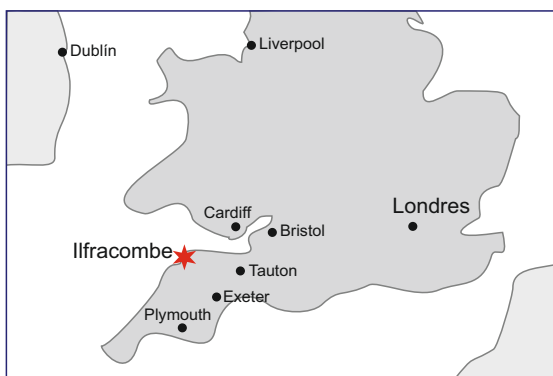 Dublín
Liverpool
Cardiff
Londres
Bristol
Ilfracombe
Tauton
Exeter
Plymouth